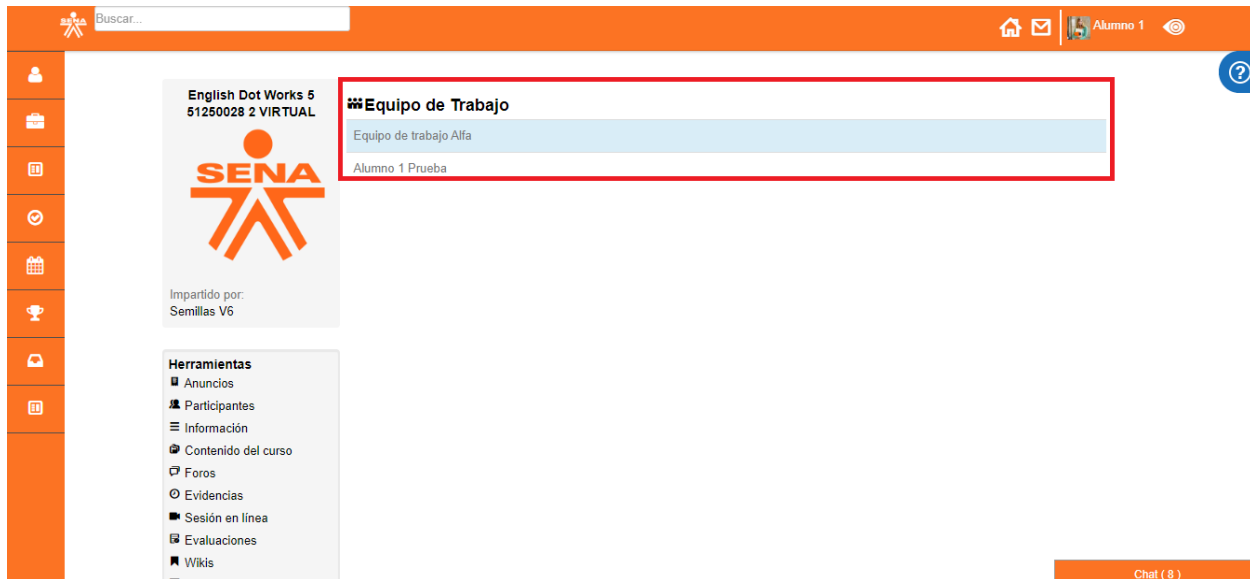 SENA
Buscar...
Alumno 1
English Dot Works 5
51250028 2 VIRTUAL
SENA
Impartido por:
Semillas V6
Equipo de Trabajo
Equipo de trabajo Alfa
Alumno 1 Prueba
Herramientas
Anuncios
Participantes
Información
Contenido del curso
Foros
Evidencias
Sesión en línea
Evaluaciones
Wikis
Chat ( 8 )